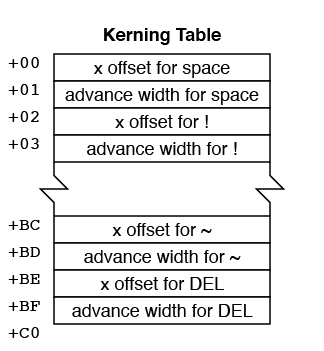 Kerning Table
+00
x offset for space
+01
advance width for space
+02
x offset for !
+03
advance width for !
+BC
x offset for ~
+BD
advance width for ~
+BE
x offset for DEL
+BF
advance width for DEL
+C0